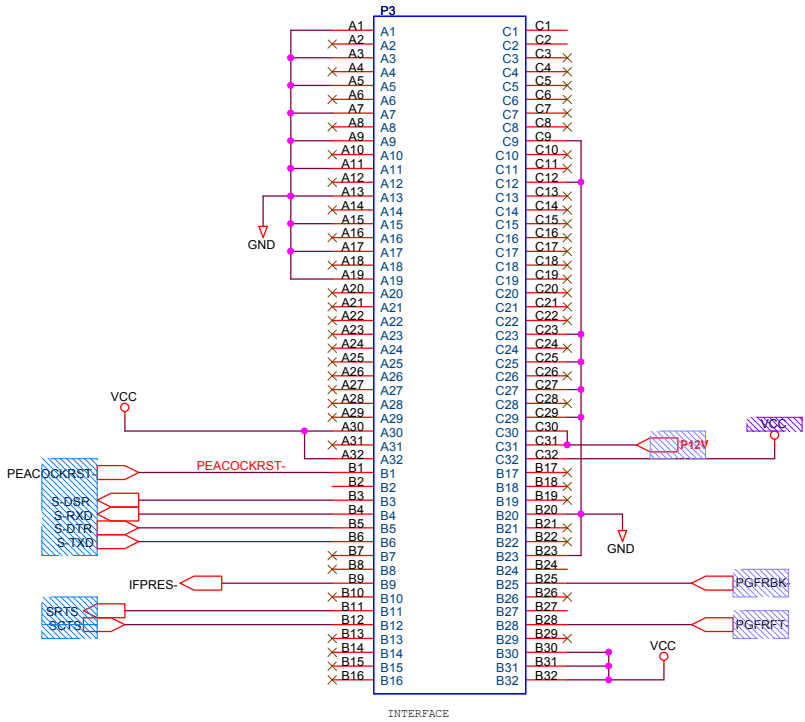 P3
A1 A1 C1 C1
A2 A2 C2 C2
A3 A3 C3 C3
A4 A4 C4 C4
A5 A5 C5 C5
A6 A6 C6 C6
A7 A7 C7 C7
A8 A8 C8 C8
A9 A9 C9 C9
A10 A10 C10 C10
A11 A11 C11 C11
A12 A12 C12 C12
A13 A13 C13 C13
A14 A14 C14 C14
A15 A15 C15 C15
A16 A16 C16 C16
GND
A17 A17 C17 C17
A18 A18 C18 C18
A19 A19 C19 C19
A20 A20 C20 C20
A21 A21 C21 C21
A22 A22 C22 C22
A23 A23 C23 C23
A24 A24 C24 C24
A25 A25 C25 C25
A26 A26 C26 C26
A27 A27 C27 C27
VCC
A28 A28 C28 C28
A29 A29 C29 C29
VCC
A30 A30 C30 C30
A31 A31 C31 C31 P12V
A32 A32 C32 C32
PEACOCKRST- PEACOCKRST- B1 B1 B17 B17
B2 B2 B18 B18
S-DSR B3 B3 B19 B19
S-RXD B4 B4 B20 B20
S-DTR B5 B5 B21 B21
S-TXD B6 B6 B22 B22
GND
B7 B7 B23 B23
B8 B8 B24 B24
IFPRES- B9 B9 B25 B25 PGFRBK-
B10 B10 B26 B26
SRTS B11 B11 B27 B27
SCTS B12 B12 B28 B28 PGFRFT-
B13 B13 B29 B29
VCC
B14 B14 B30 B30
B15 B15 B31 B31
B16 B16 B32 B32
INTERFACE